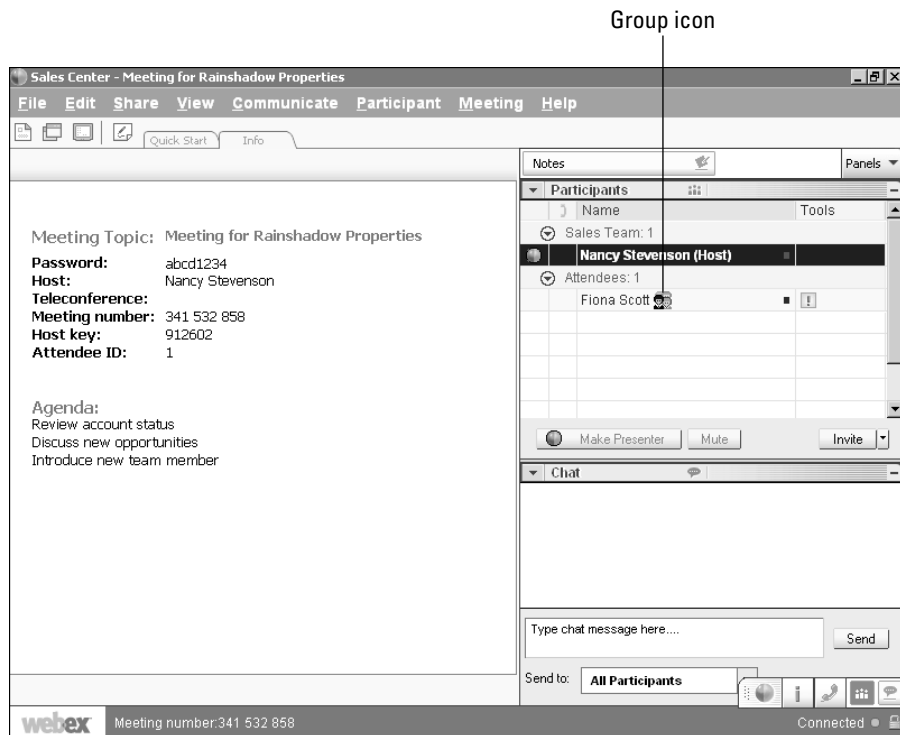 Group icon
Sales Center - Meeting for Rainshadow Properties
File Edit Share View Communicate Participant Meeting Help
Quick Start Info
Notes Panels
Participants
Name Tools
Sales Team: 1
Nancy Stevenson (Host)
Attendees: 1
Fiona Scott
Make Presenter Mute Invite
Meeting Topic: Meeting for Rainshadow Properties
Password: abcd1234
Host: Nancy Stevenson
Teleconference:
Meeting number: 341 532 858
Host key: 912602
Attendee ID: 1
Agenda:
Review account status
Discuss new opportunities
Introduce new team member
Chat
Type chat message here....
Send
Send to: All Participants
webex Meeting number:341 532 858 Connected